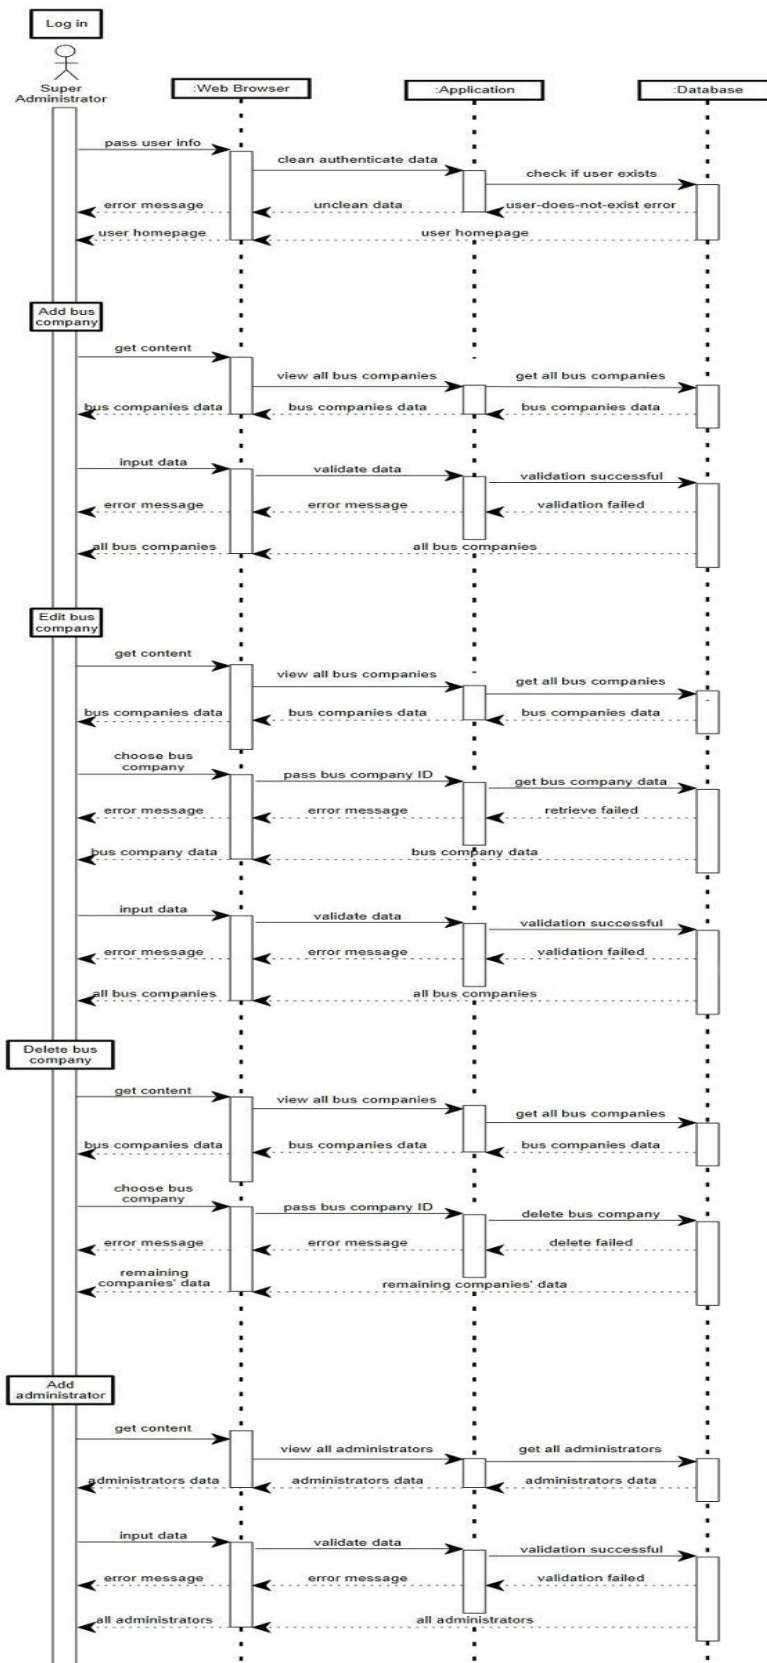 Log in
Super
Administrator
:Web Browser
:Application
:Database
pass user info
clean authenticate data
check if user exists
error message
unclean data
user-does-not-exist error
user homepage
user homepage
Add bus
company
get content
view all bus companies
get all bus companies
bus companies data
bus companies data
bus companies data
input data
validate data
validation successful
error message
error message
validation failed
all bus companies
all bus companies
Edit bus
company
get content
view all bus companies
get all bus companies
bus companies data
bus companies data
bus companies data
choose bus
company
pass bus company ID
get bus company data
error message
error message
retrieve failed
bus company data
bus company data
input data
validate data
validation successful
error message
error message
validation failed
all bus companies
all bus companies
Delete bus
company
get content
view all bus companies
get all bus companies
bus companies data
bus companies data
bus companies data
choose bus
company
pass bus company ID
delete bus company
error message
error message
delete failed
remaining
companies' data
remaining companies' data
Add
administrator
get content
view all administrators
get all administrators
administrators data
administrators data
administrators data
input data
validate data
validation successful
error message
error message
validation failed
all administrators
all administrators